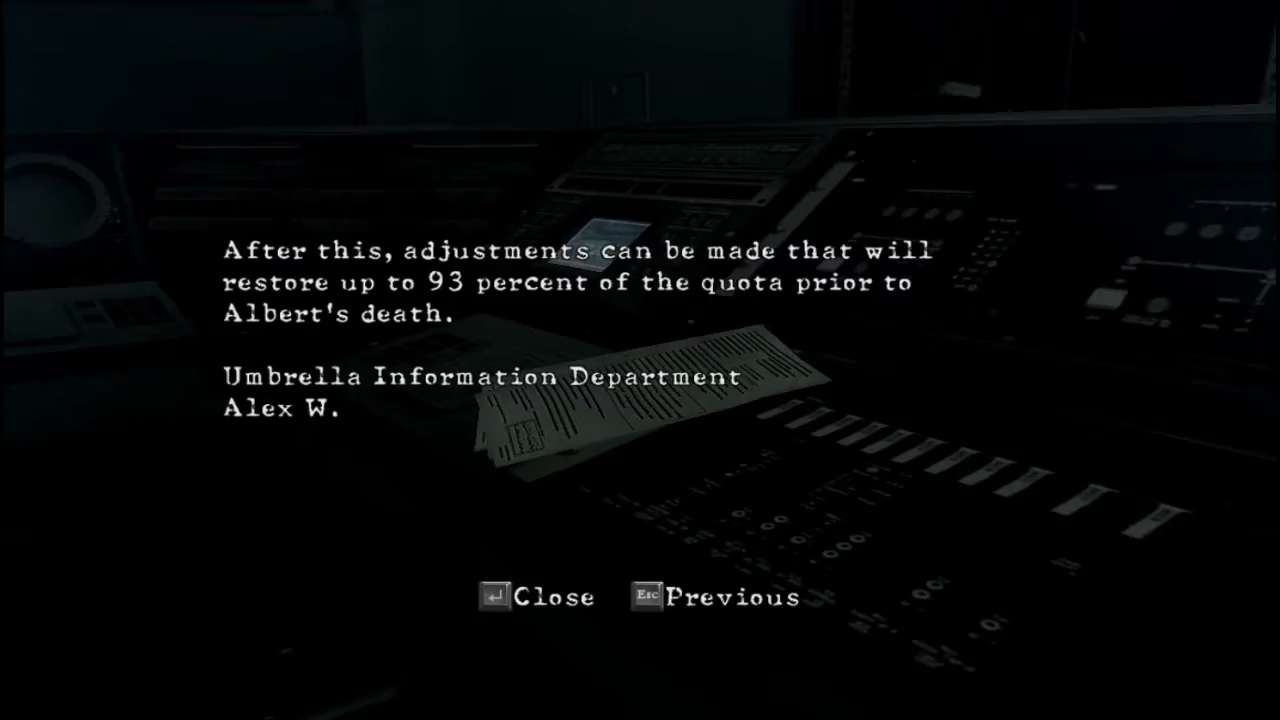 After this, adjustments can be made that will
restore up to 93 percent of the quota prior to
Albert's death.
Umbrella Information Department
Alex W.
Close
Esc Previous